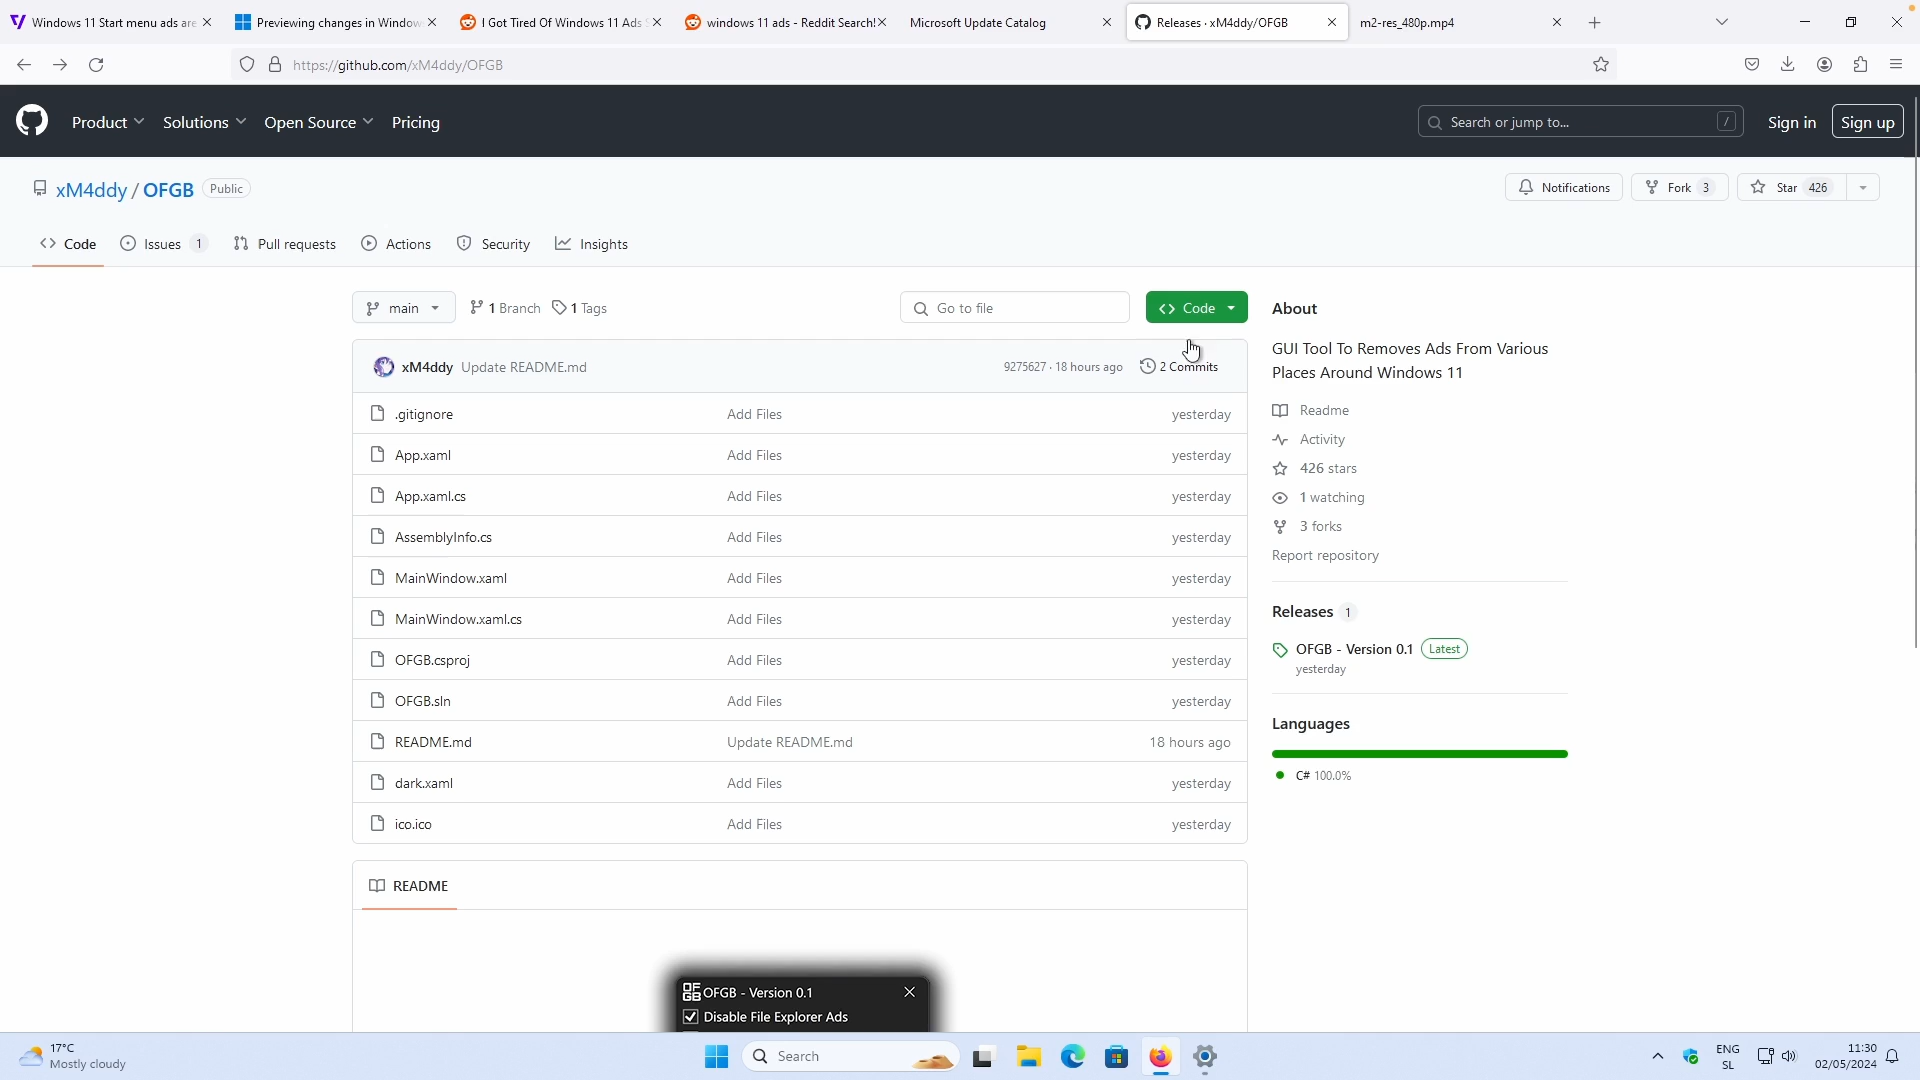 Windows 11 Start menu ads are
Previewing changes in Window
I Got Tired Of Windows 11 Ads S
windows 11 ads - Reddit Search!
Microsoft Update Catalog
Releases · xM4ddy/OFGB
m2-res_480p.mp4
https://github.com/xM4ddy/OFGB
Product
Solutions
Open Source
Pricing
Search or jump to...
/
Sign in
Sign up
xM4ddy / OFGB Public
Notifications
Fork 3
Star 426
Code
Issues 1
Pull requests
Actions
Security
Insights
main
1 Branch
1 Tags
Go to file
Code
xM4ddy Update README.md 9275627 · 18 hours ago 2 Commits
.gitignore Add Files yesterday
App.xaml Add Files yesterday
App.xaml.cs Add Files yesterday
AssemblyInfo.cs Add Files yesterday
MainWindow.xaml Add Files yesterday
MainWindow.xaml.cs Add Files yesterday
OFGB.csproj Add Files yesterday
OFGB.sln Add Files yesterday
README.md Update README.md 18 hours ago
dark.xaml Add Files yesterday
ico.ico Add Files yesterday
README
OFGB - Version 0.1
Disable File Explorer Ads
About
GUI Tool To Removes Ads From Various
Places Around Windows 11
Readme
Activity
426 stars
1 watching
3 forks
Report repository
Releases 1
OFGB - Version 0.1 Latest
yesterday
Languages
C# 100.0%
17°C
Mostly cloudy
Search
ENG
SL
11:30
02/05/2024